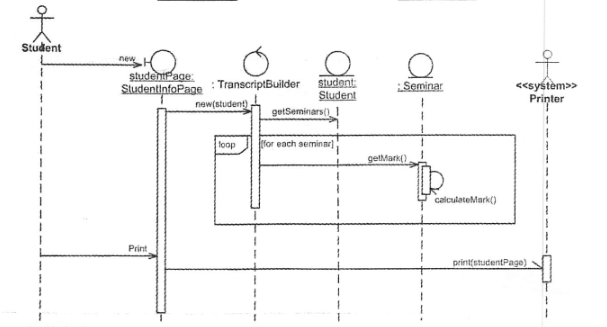 Student
new
studentPage:
StudentInfoPage
: TranscriptBuilder
student:
Student
: Seminar
<<system>>
Printer
new(student)
getSeminars()
loop
[for each seminar]
getMark()
calculateMark()
Print
print(studentPage)